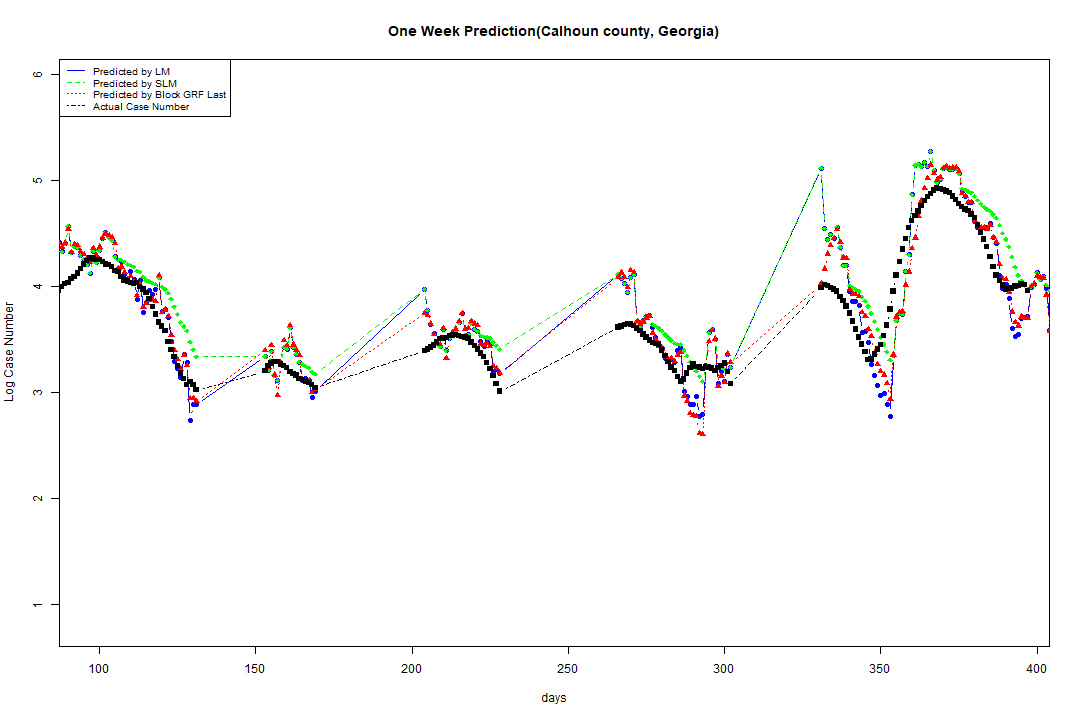 One Week Prediction(Calhoun county, Georgia)
Predicted by LM
Predicted by SLM
Predicted by Block GRF Last
Actual Case Number
Log Case Number
6
5
4
3
2
1
100 150 200 250 300 350 400
days